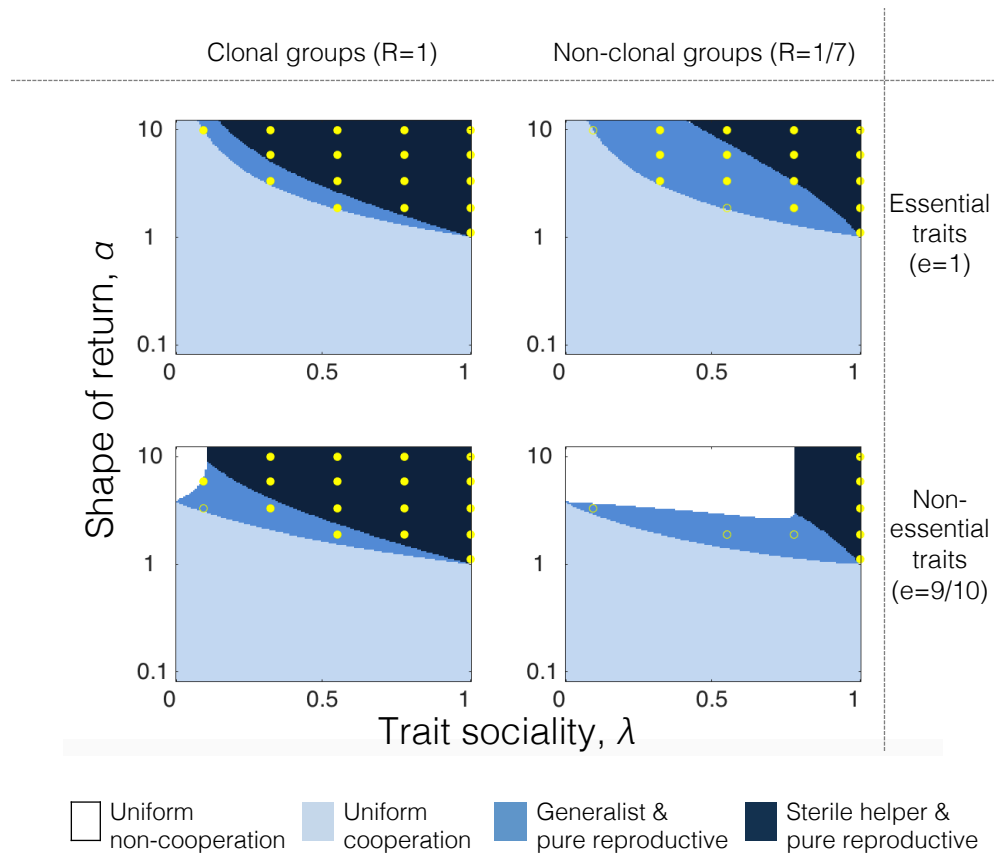 Clonal groups (R=1)
Non-clonal groups (R=1/7)
10
1
0.1
0
0.5
1
10
1
0.1
0
0.5
1
Essential
traits
(e=1)
Shape of return, α
10
1
0.1
0
0.5
1
10
1
0.1
0
0.5
1
Non-
essential
traits
(e=9/10)
Trait sociality, λ
Uniform
non-cooperation
Uniform
cooperation
Generalist &
pure reproductive
Sterile helper &
pure reproductive